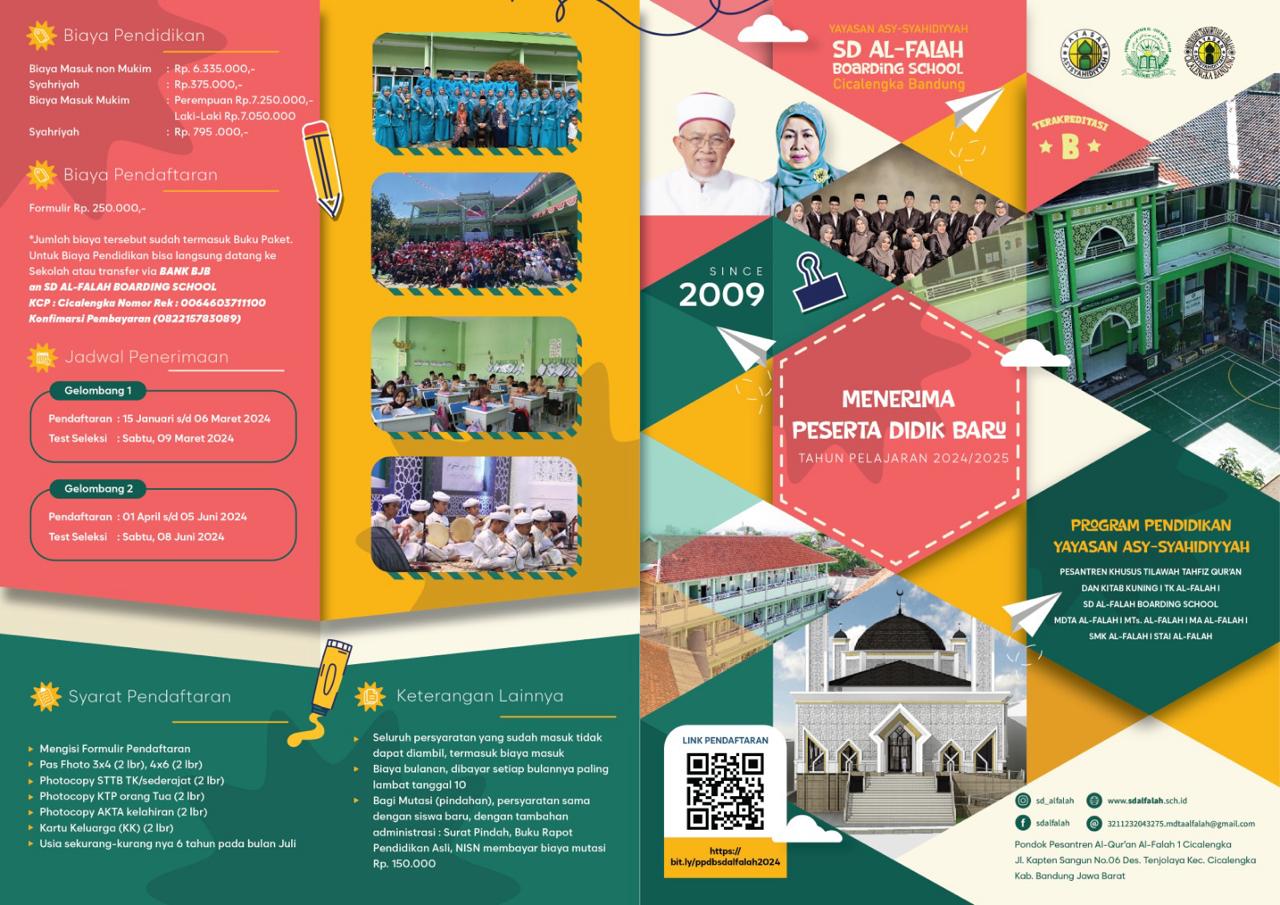 Biaya Pendidikan
Biaya Masuk non Mukim : Rp. 6.335.000,-
Syahriyah : Rp.375.000,-
Biaya Masuk Mukim : Perempuan Rp.7.250.000,-
Laki-Laki Rp.7.050.000
Syahriyah : Rp. 795 .000,-
Biaya Pendaftaran
Formulir Rp. 250.000,-
*Jumlah biaya tersebut sudah termasuk Buku Paket.
Untuk Biaya Pendidikan bisa langsung datang ke
Sekolah atau transfer via BANK BJB
an SD AL-FALAH BOARDING SCHOOL
KCP : Cicalengka Nomor Rek : 0064603711100
Konfimarsi Pembayaran (082215783089)
Jadwal Penerimaan
Gelombang 1
Pendaftaran : 15 Januari s/d 06 Maret 2024
Test Seleksi : Sabtu, 09 Maret 2024
Gelombang 2
Pendaftaran : 01 April s/d 05 Juni 2024
Test Seleksi : Sabtu, 08 Juni 2024
Syarat Pendaftaran
Mengisi Formulir Pendaftaran
Pas Fhoto 3x4 (2 lbr), 4x6 (2 lbr)
Photocopy STTB TK/sederajat (2 lbr)
Photocopy KTP orang Tua (2 lbr)
Photocopy AKTA kelahiran (2 lbr)
Kartu Keluarga (KK) (2 lbr)
Usia sekurang-kurang nya 6 tahun pada bulan Juli
Keterangan Lainnya
Seluruh persyaratan yang sudah masuk tidak
dapat diambil, termasuk biaya masuk
Biaya bulanan, dibayar setiap bulannya paling
lambat tanggal 10
Bagi Mutasi (pindahan), persyaratan sama
dengan siswa baru, dengan tambahan
administrasi : Surat Pindah, Buku Rapot
Pendidikan Asli, NISN membayar biaya mutasi
Rp. 150.000
YAYASAN ASY-SYAHIDIYYAH
SD AL-FALAH
BOARDING SCHOOL
Cicalengka Bandung
YAYASAN
ASYSYAHIDIYYAH
CICALENGKA BANDUNG
TERAKREDITASI
B
SINCE
2009
MENERIMA
PESERTA DIDIK BARU
TAHUN PELAJARAN 2024/2025
PROGRAM PENDIDIKAN
YAYASAN ASY-SYAHIDIYYAH
PESANTREN KHUSUS TILAWAH TAHFIZ QUR'AN
DAN KITAB KUNING I TK AL-FALAH I
SD AL-FALAH BOARDING SCHOOL
MDTA AL-FALAH I MTs. AL-FALAH I MA AL-FALAH I
SMK AL-FALAH I STAI AL-FALAH
LINK PENDAFTARAN
https://
bit.ly/ppdbsdalfalah2024
sd_alfalah www.sdalfalah.sch.id
sdalfalah 3211232043275.mdtaalfalah@gmail.com
Pondok Pesantren Al-Qur'an Al-Falah 1 Cicalengka
Jl. Kapten Sangun No.06 Des. Tenjolaya Kec. Cicalengka
Kab. Bandung Jawa Barat